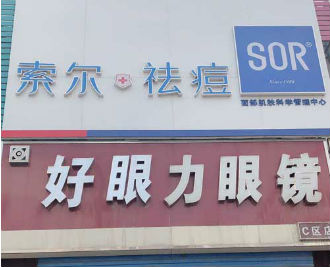 索尔祛痘
SOR®
Since 1998
面部肌肤科学管理中心
好眼力眼镜
C区店